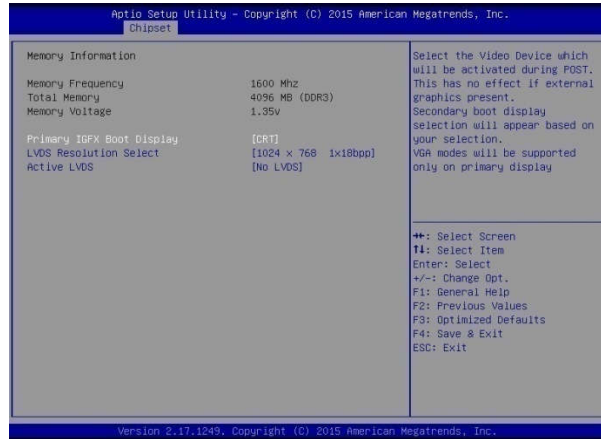 Aptio Setup Utility – Copyright (C) 2015 American Megatrends, Inc.
Chipset
Memory Information
Memory Frequency 1600 Mhz
Total Memory 4096 MB (DDR3)
Memory Voltage 1.35v
Primary IGFX Boot Display [CRT]
LVDS Resolution Select [1024 x 768 1x18bpp]
Active LVDS [No LVDS]
Select the Video Device which
will be activated during POST.
This has no effect if external
graphics present.
Secondary boot display
selection will appear based on
your selection.
VGA modes will be supported
only on primary display
→←: Select Screen
↑↓: Select Item
Enter: Select
+/-: Change Opt.
F1: General Help
F2: Previous Values
F3: Optimized Defaults
F4: Save & Exit
ESC: Exit
Version 2.17.1249. Copyright (C) 2015 American Megatrends, Inc.